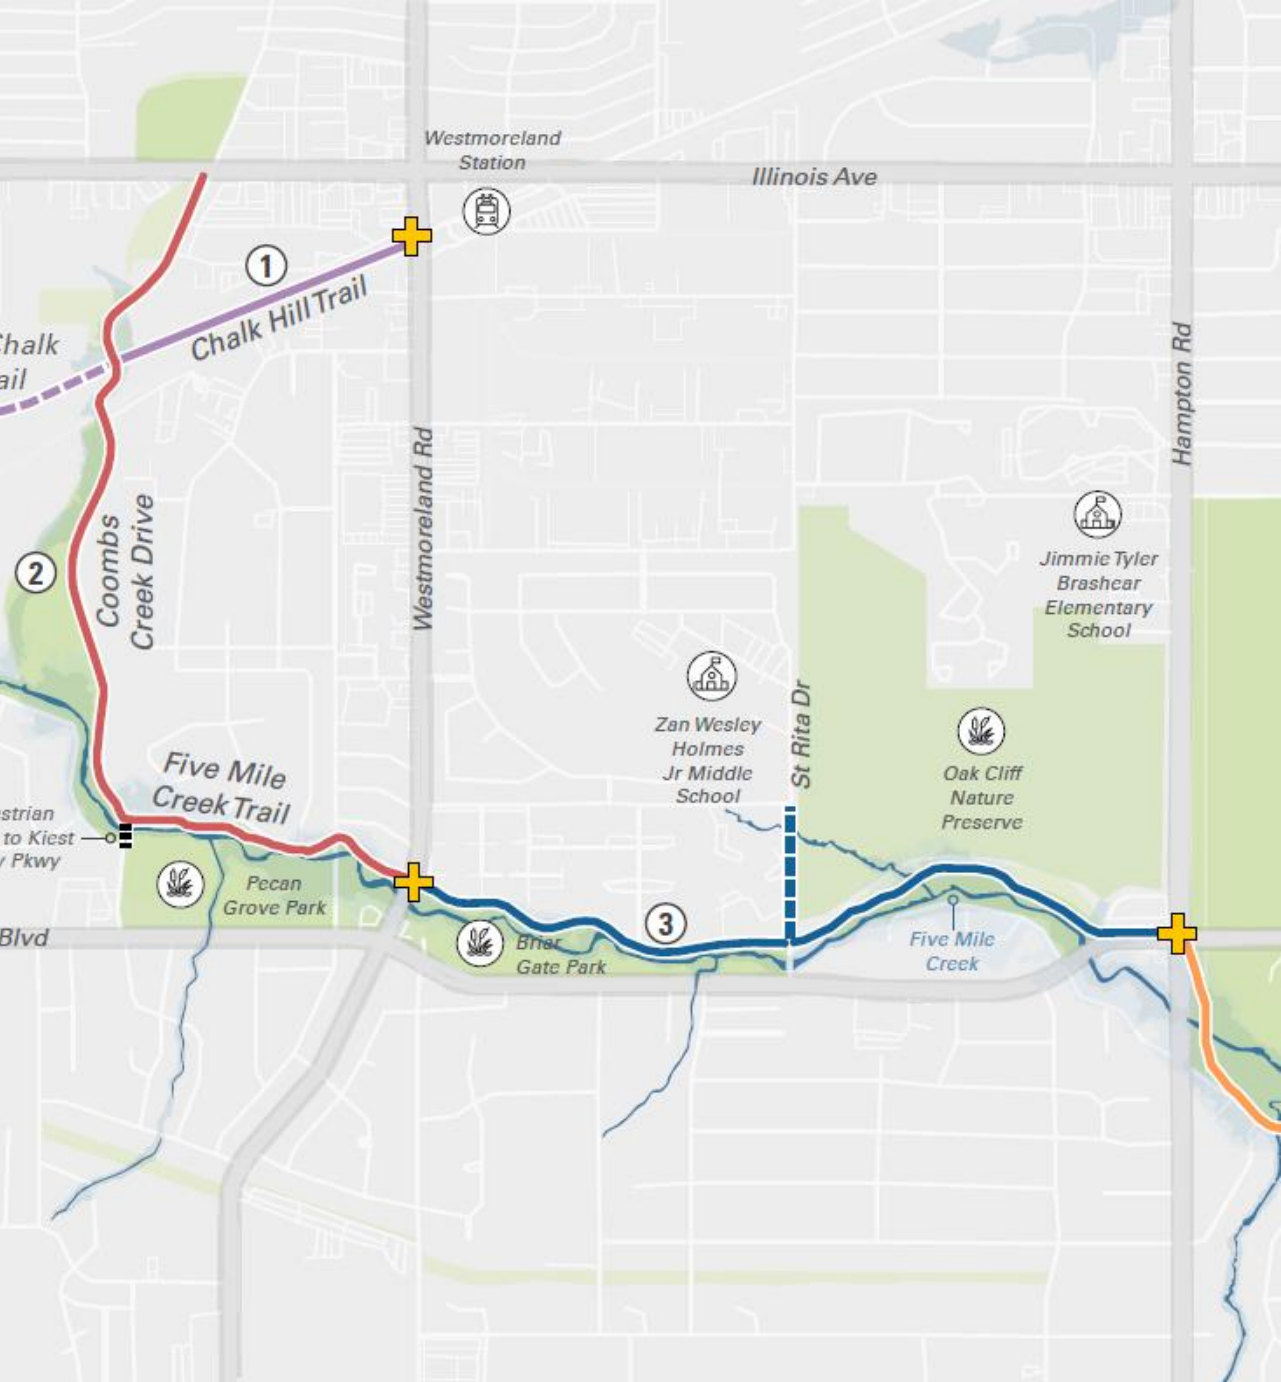 Westmoreland
Station
Illinois Ave
1
Chalk Hill Trail
Chalk
ail
Hampton Rd
Westmoreland Rd
2
Coombs
Creek Drive
Jimmie Tyler
Brashear
Elementary
School
Zan Wesley
Holmes
Jr Middle
School
St Rita Dr
Oak Cliff
Nature
Preserve
Five Mile
Creek Trail
strian
to Kiest
y Pkwy
Pecan
Grove Park
Blvd
3
Briar
Gate Park
Five Mile
Creek